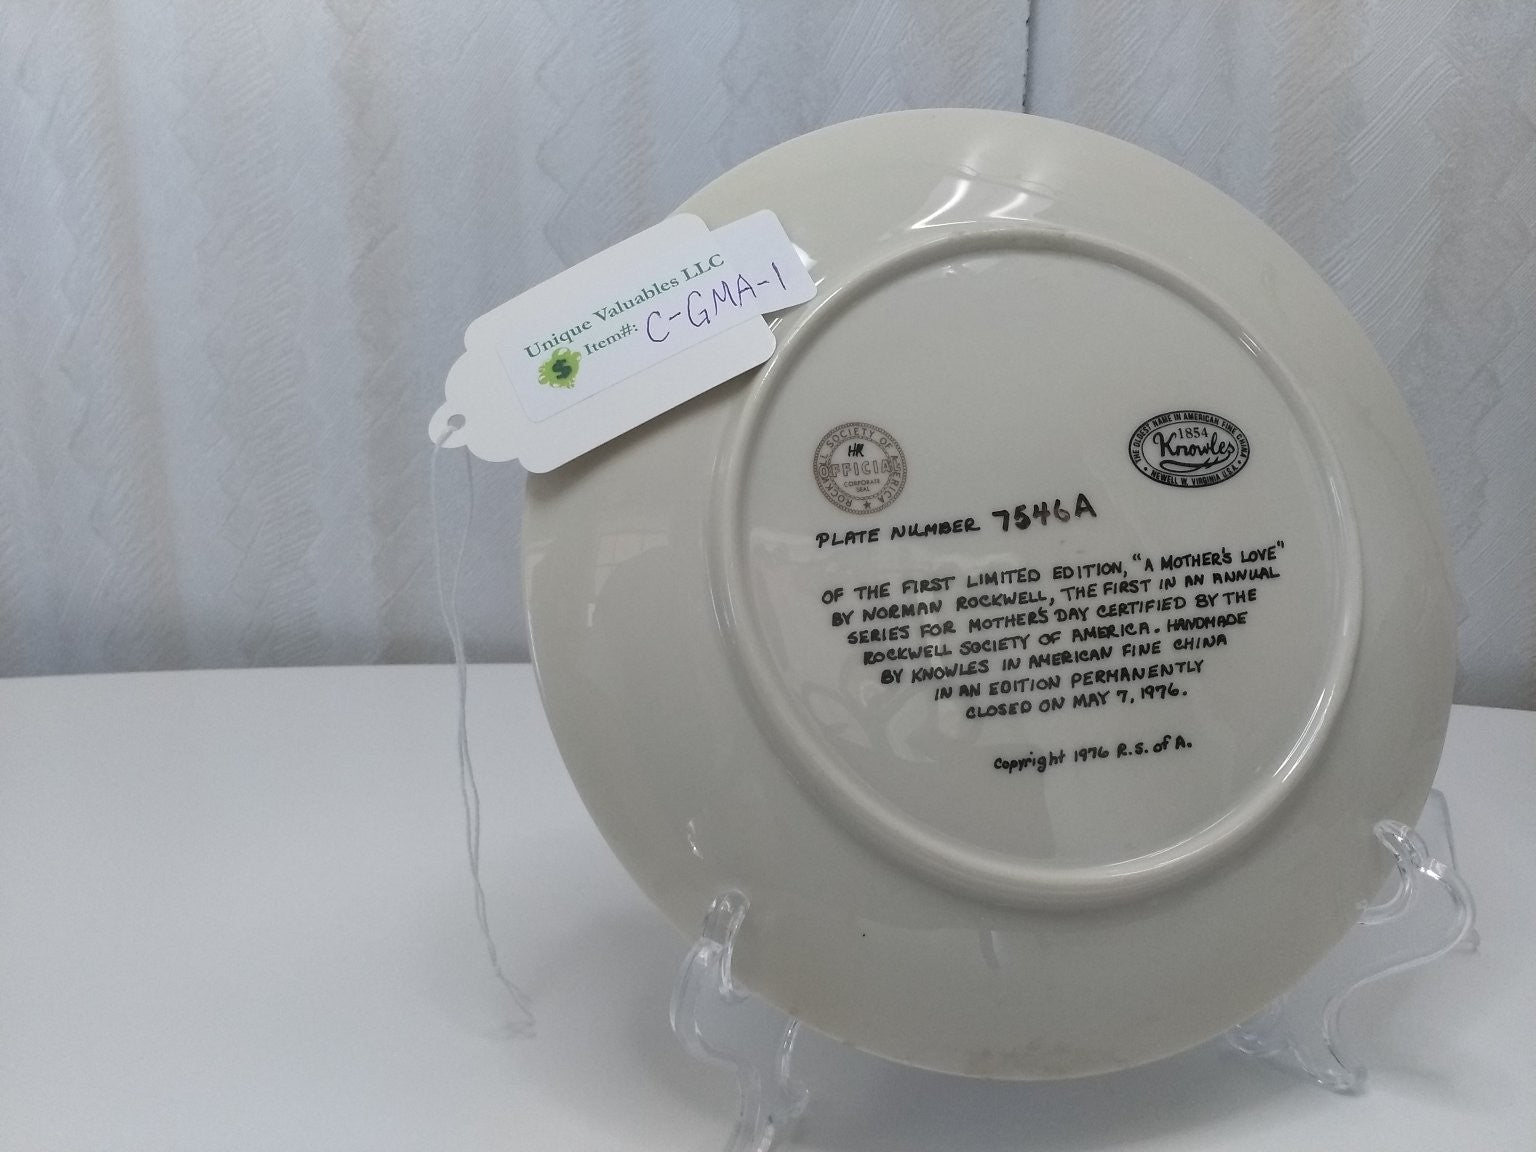 Unique Valuables LLC
Item#: C-GMA-1
$
ROCKWELL SOCIETY OF AMERICA
HR
OFFICIAL
CORPORATE
SEAL
THE OLDEST NAME IN AMERICAN FINE CHINA
1854
Knowles
NEWELL W. VIRGINIA U.S.A.
PLATE NUMBER 7546A
OF THE FIRST LIMITED EDITION, "A MOTHER'S LOVE"
BY NORMAN ROCKWELL, THE FIRST IN AN ANNUAL
SERIES FOR MOTHER'S DAY CERTIFIED BY THE
ROCKWELL SOCIETY OF AMERICA. HANDMADE
BY KNOWLES IN AMERICAN FINE CHINA
IN AN EDITION PERMANENTLY
CLOSED ON MAY 7, 1976.
Copyright 1976 R.S. of A.